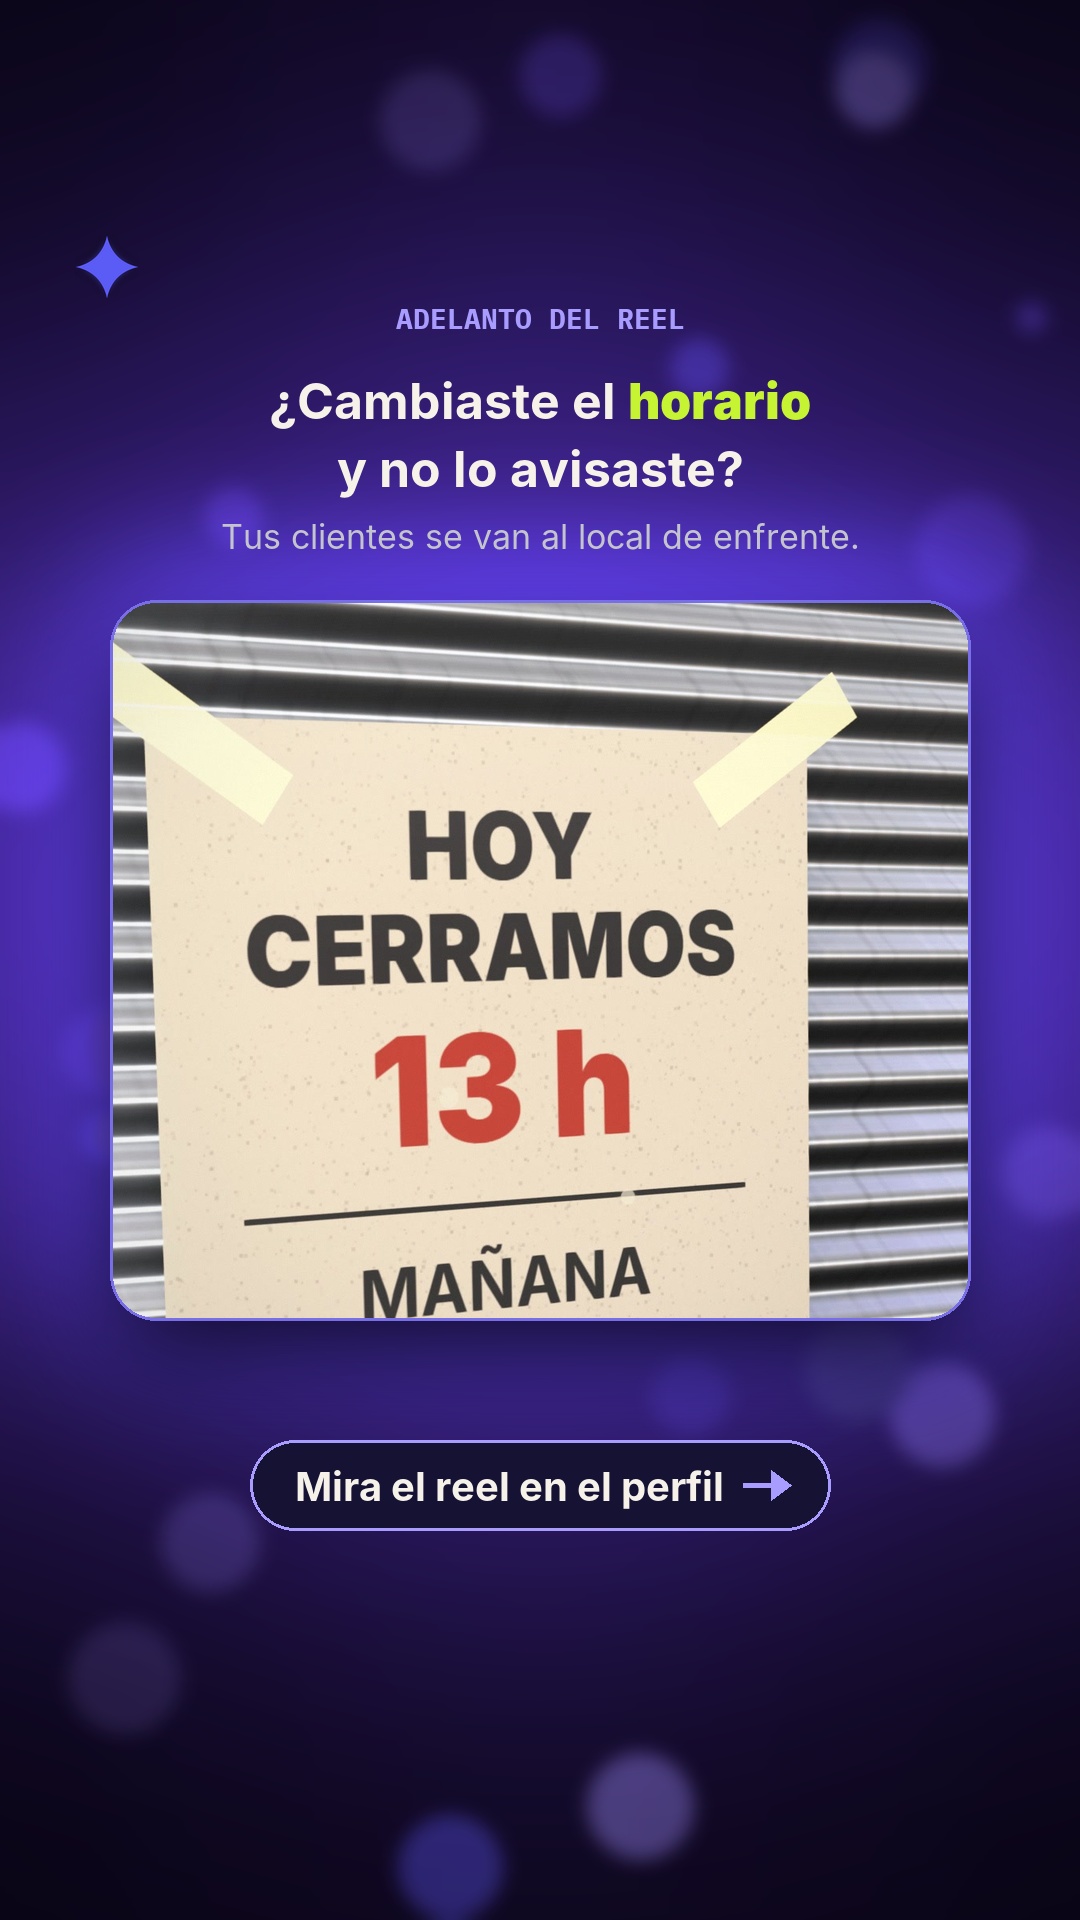 ADELANTO DEL REEL
¿Cambiaste el horario
y no lo avisaste?
Tus clientes se van al local de enfrente.
HOY
CERRAMOS
13 h
MAÑANA
Mira el reel en el perfil